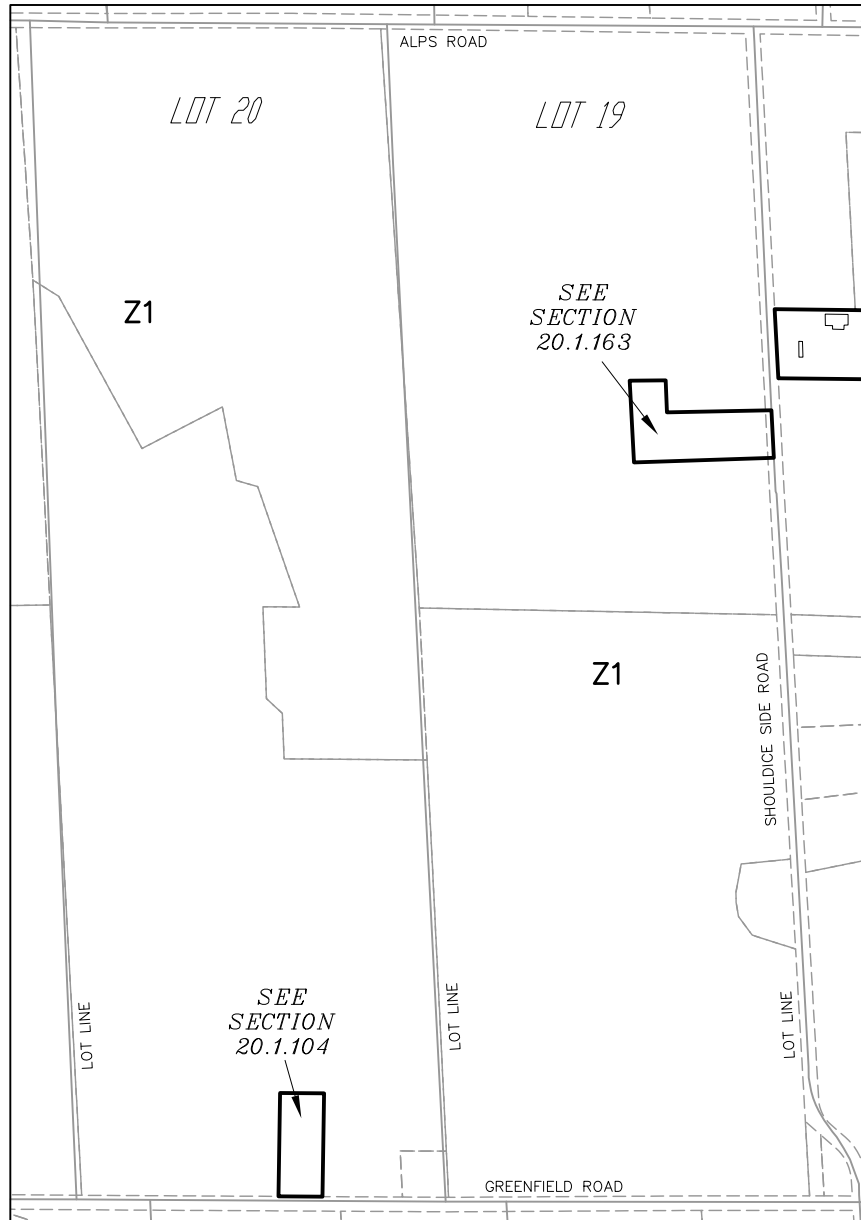 ALPS ROAD
LOT 20
LOT 19
SEE
SECTION
20.1.163
Z1
Z1
SHOULDICE SIDE ROAD
SEE
SECTION
20.1.104
LOT LINE
LOT LINE
LOT LINE
GREENFIELD ROAD